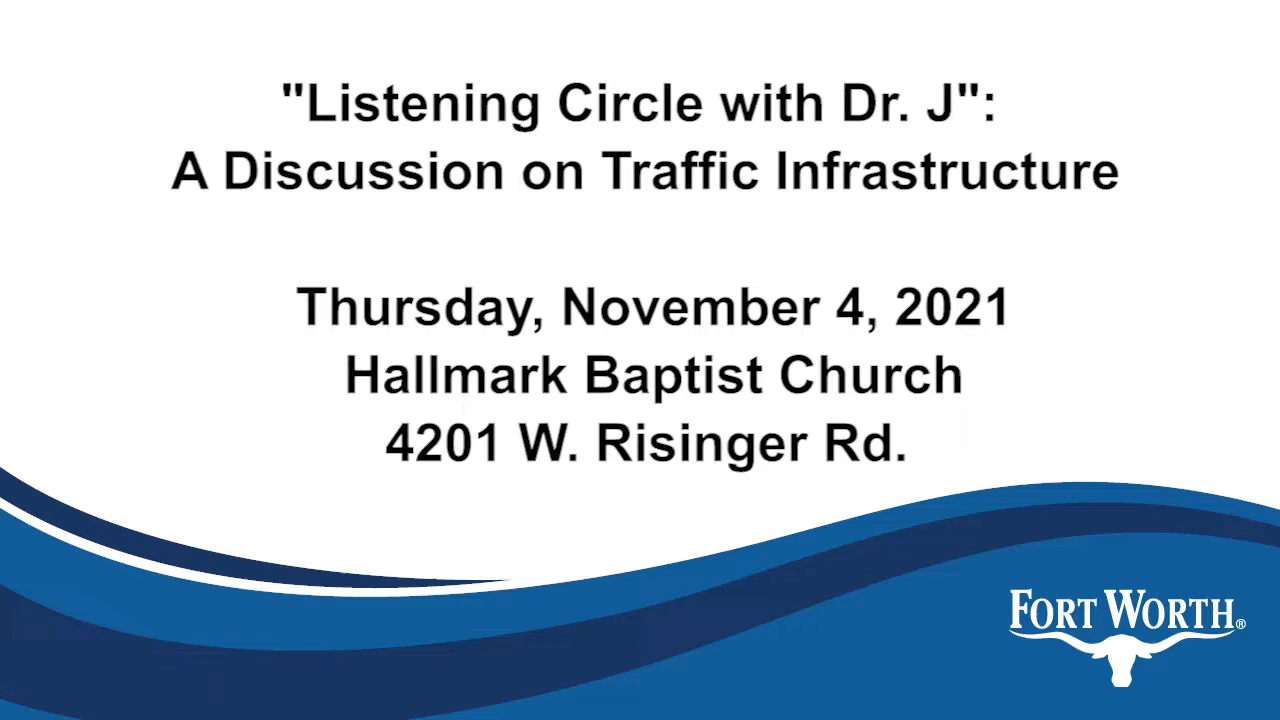 "Listening Circle with Dr. J":
A Discussion on Traffic Infrastructure
Thursday, November 4, 2021
Hallmark Baptist Church
4201 W. Risinger Rd.
FORT WORTH®